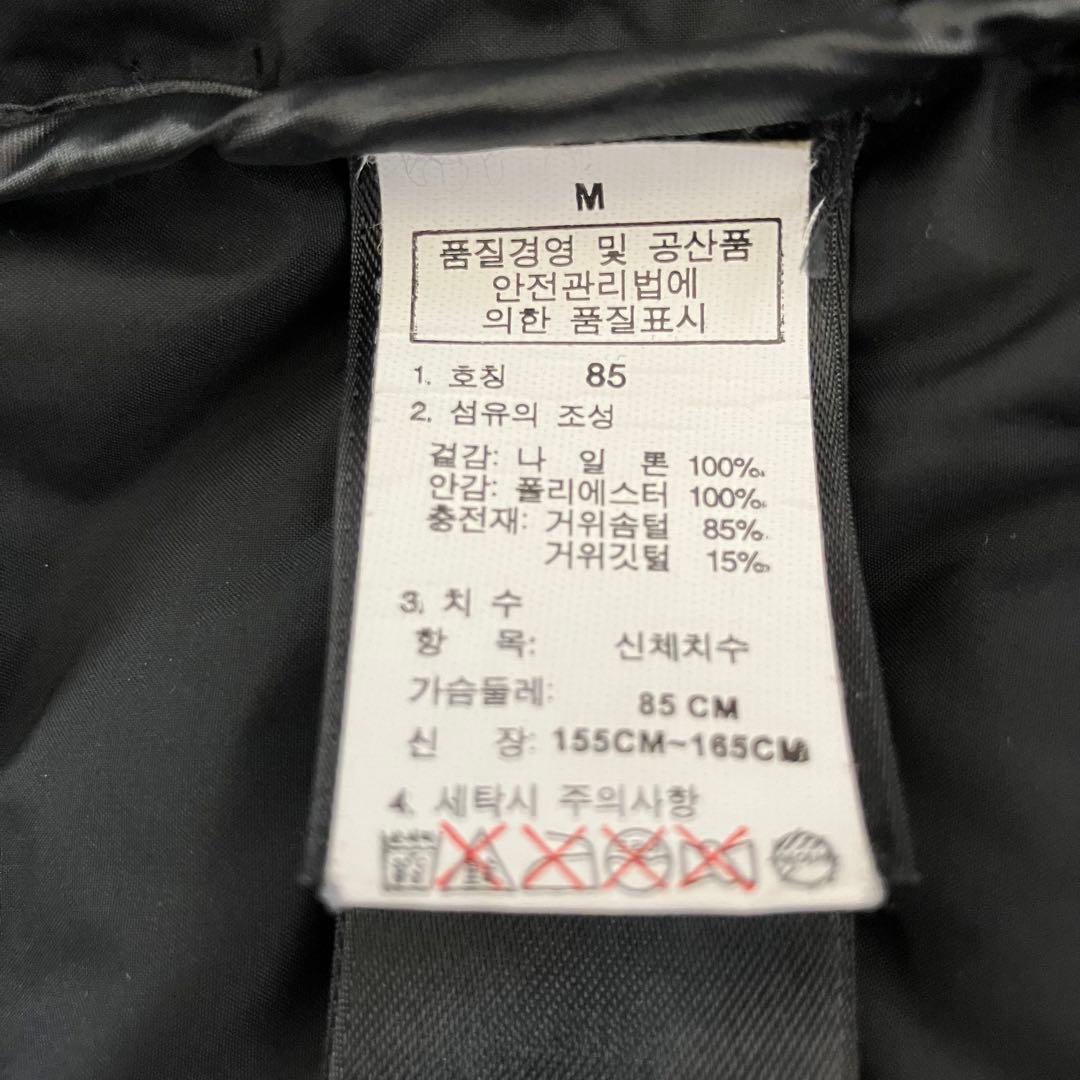 M
품질경영 및 공산품
안전관리법에
의한 품질표시
1. 호칭 85
2. 섬유의 조성
겉감: 나 일 론 100%
안감: 폴리에스터 100%
충전재: 거위솜털 85%
거위깃털 15%
3. 치 수
항 목: 신체치수
가슴둘레: 85 CM
신 장: 155CM~165CM
4. 세탁시 주의사항